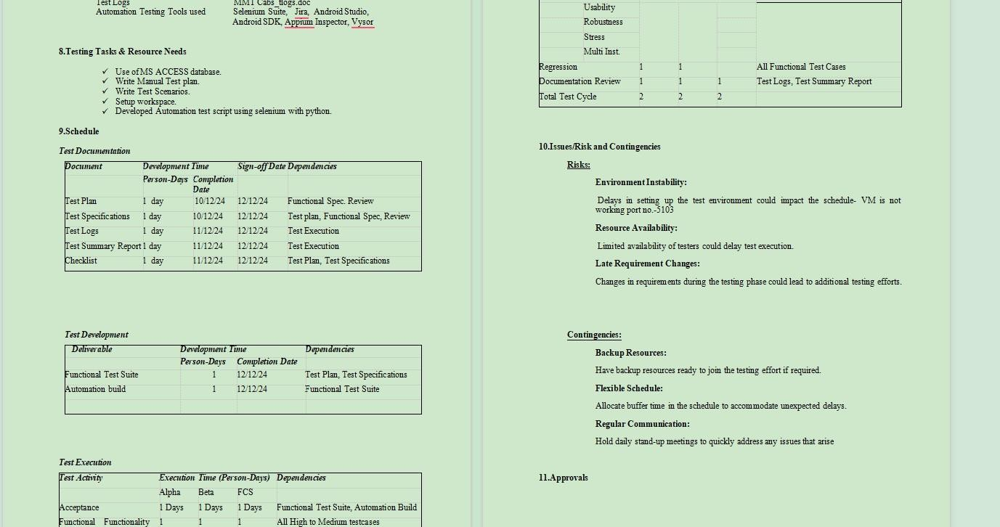 Test Logs MMT Cabs_tlogs.doc
Automation Testing Tools used Selenium Suite, Jira, Android Studio,
Android SDK, Appium Inspector, Vysor
8.Testing Tasks & Resource Needs
✓ Use of MS ACCESS database.
✓ Write Manual Test plan.
✓ Write Test Scenarios.
✓ Setup workspace.
✓ Developed Automation test script using selenium with python.
9.Schedule
Test Documentation
Document Development Time Sign-off Date Dependencies
Person-Days Completion
Date
Test Plan 1 day 10/12/24 12/12/24 Functional Spec. Review
Test Specifications 1 day 10/12/24 12/12/24 Test plan, Functional Spec, Review
Test Logs 1 day 11/12/24 12/12/24 Test Execution
Test Summary Report 1 day 11/12/24 12/12/24 Test Execution
Checklist 1 day 11/12/24 12/12/24 Test Plan, Test Specifications
Test Development
Deliverable Development Time Dependencies
Person-Days Completion Date
Functional Test Suite 1 12/12/24 Test Plan, Test Specifications
Automation build 1 12/12/24 Functional Test Suite
Test Execution
Test Activity Execution Time (Person-Days) Dependencies
Alpha Beta FCS
Acceptance 1 Days 1 Days 1 Days Functional Test Suite, Automation Build
Functional Functionality 1 1 1 All High to Medium testcases
Usability
Robustness
Stress
Multi Inst.
Regression 1 1 All Functional Test Cases
Documentation Review 1 1 1 Test Logs, Test Summary Report
Total Test Cycle 2 2 2
10.Issues/Risk and Contingencies
Risks:
Environment Instability:
Delays in setting up the test environment could impact the schedule- VM is not
working port no.-5103
Resource Availability:
Limited availability of testers could delay test execution.
Late Requirement Changes:
Changes in requirements during the testing phase could lead to additional testing efforts.
Contingencies:
Backup Resources:
Have backup resources ready to join the testing effort if required.
Flexible Schedule:
Allocate buffer time in the schedule to accommodate unexpected delays.
Regular Communication:
Hold daily stand-up meetings to quickly address any issues that arise
11.Approvals